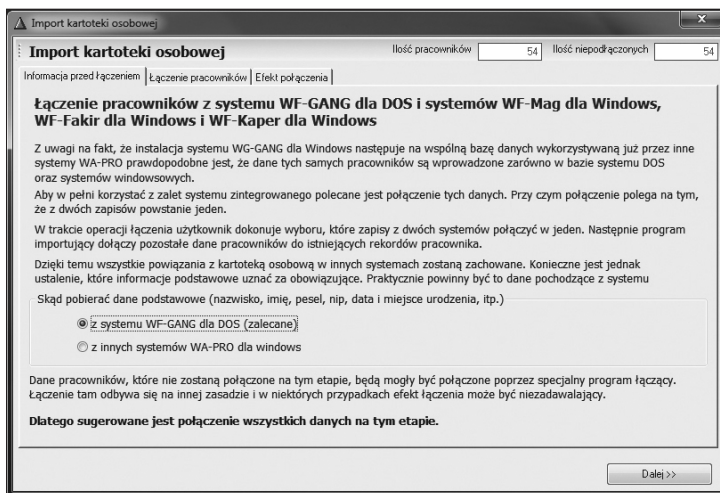 Import kartoteki osobowej
Import kartoteki osobowej
Ilość pracowników 54 Ilość niepodłączonych 54
Informacja przed łączeniem Łączenie pracowników Efekt połączenia
Łączenie pracowników z systemu WF-GANG dla DOS i systemów WF-Mag dla Windows,
WF-Fakir dla Windows i WF-Kaper dla Windows
Z uwagi na fakt, że instalacja systemu WG-GANG dla Windows następuje na wspólną bazę danych wykorzystywaną już przez inne
systemy WA-PRO prawdopodobne jest, że dane tych samych pracowników są wprowadzone zarówno w bazie systemu DOS
oraz systemów windowsowych.
Aby w pełni korzystać z zalet systemu zintegrowanego polecane jest połączenie tych danych. Przy czym połączenie polega na tym,
że z dwóch zapisów powstanie jeden.
W trakcie operacji łączenia użytkownik dokonuje wyboru, które zapisy z dwóch systemów połączyć w jeden. Następnie program
importujący dołączy pozostałe dane pracowników do istniejących rekordów pracownika.
Dzięki temu wszystkie powiązania z kartoteką osobową w innych systemach zostaną zachowane. Konieczne jest jednak
ustalenie, które informacje podstawowe uznać za obowiązujące. Praktycznie powinny być to dane pochodzące z systemu
Skąd pobierać dane podstawowe (nazwisko, imię, pesel, nip, data i miejsce urodzenia, itp.)
z systemu WF-GANG dla DOS (zalecane)
z innych systemów WA-PRO dla windows
Dane pracowników, które nie zostaną połączone na tym etapie, będą mogły być połączone poprzez specjalny program łączący.
Łączenie tam odbywa się na innej zasadzie i w niektórych przypadkach efekt łączenia może być niezadawalający.
Dlatego sugerowane jest połączenie wszystkich danych na tym etapie.
Dalej >>